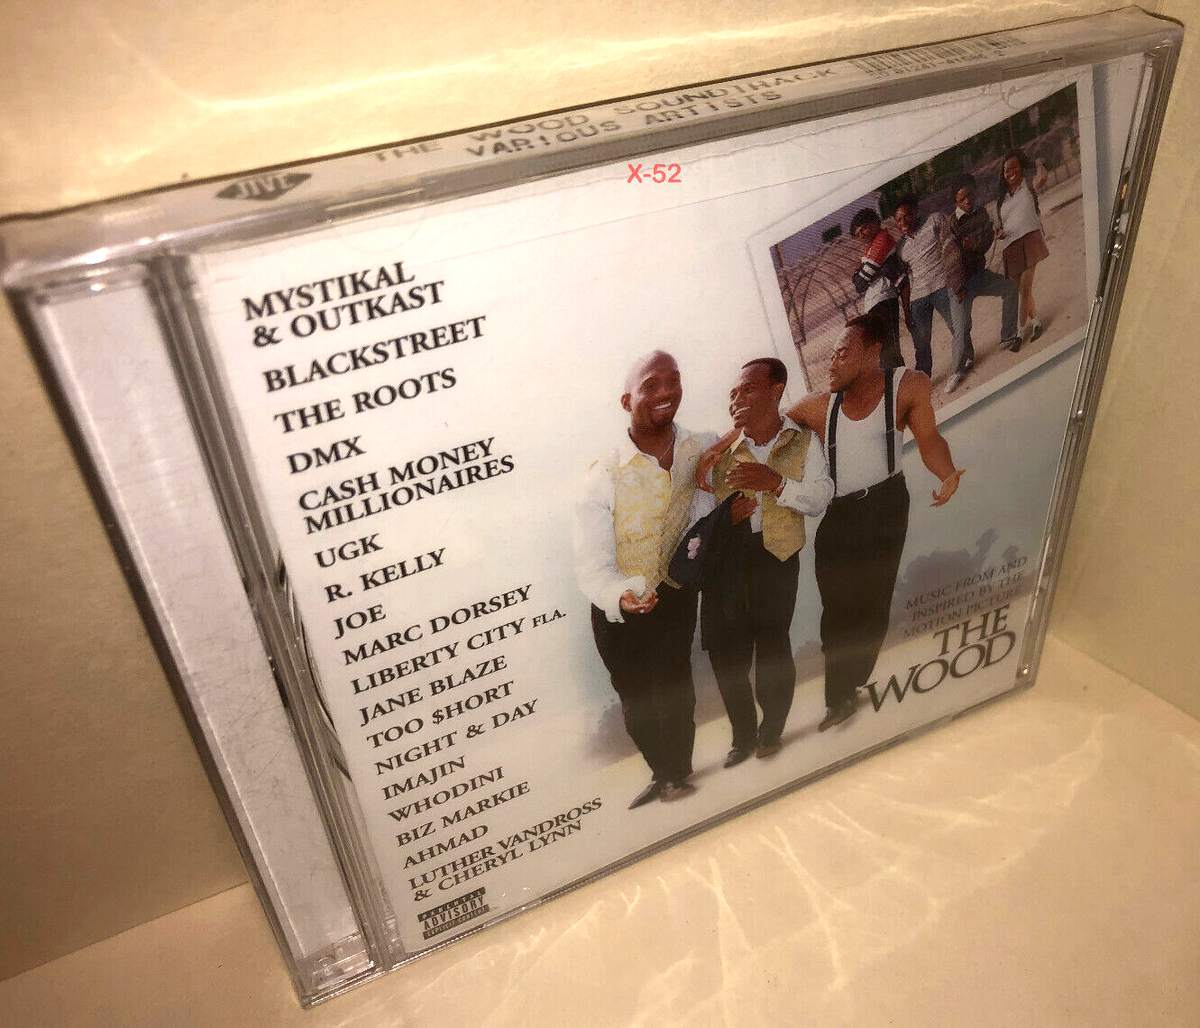 THE WOOD SOUNDTRACK
VARIOUS ARTISTS
JIVE
X-52
MYSTIKAL
& OUTKAST
BLACKSTREET
THE ROOTS
DMX
CASH MONEY
MILLIONAIRES
UGK
R. KELLY
JOE
MARC DORSEY
LIBERTY CITY FLA.
JANE BLAZE
TOO $HORT
NIGHT & DAY
IMAJIN
WHODINI
BIZ MARKIE
AHMAD
LUTHER VANDROSS
& CHERYL LYNN
PARENTAL
ADVISORY
EXPLICIT CONTENT
MUSIC FROM AND
INSPIRED BY THE
MOTION PICTURE
THE
WOOD